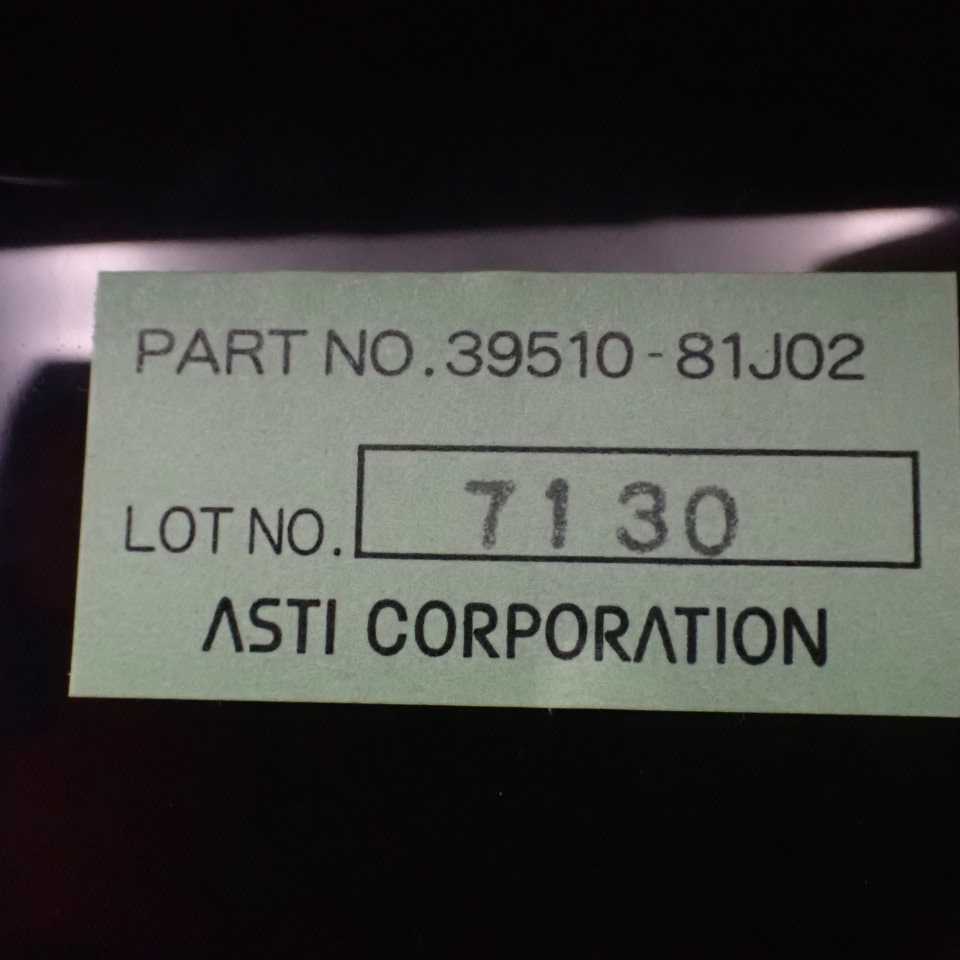 PART NO. 39510-81J02
LOT NO. 7130
ASTI CORPORATION